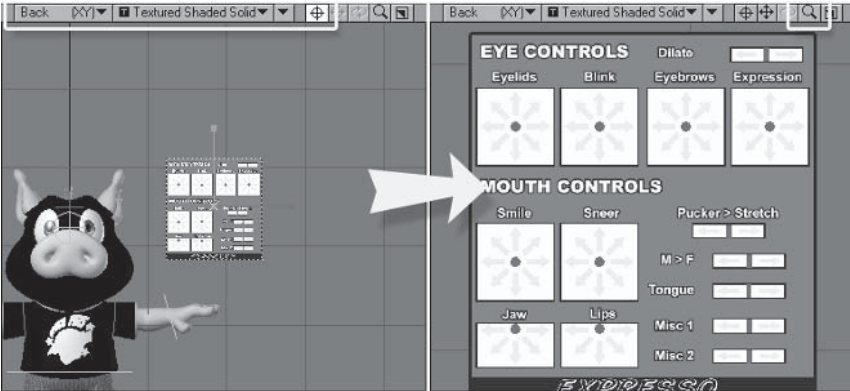 Back (XY) T Textured Shaded Solid
Back (XY) T Textured Shaded Solid
EYE CONTROLS Dilate
Eyelids Blink Eyebrows Expression
MOUTH CONTROLS
Smile Sneer Pucker > Stretch
M > F
Tongue
Jaw Lips
Misc 1
Misc 2
EXPRESSO